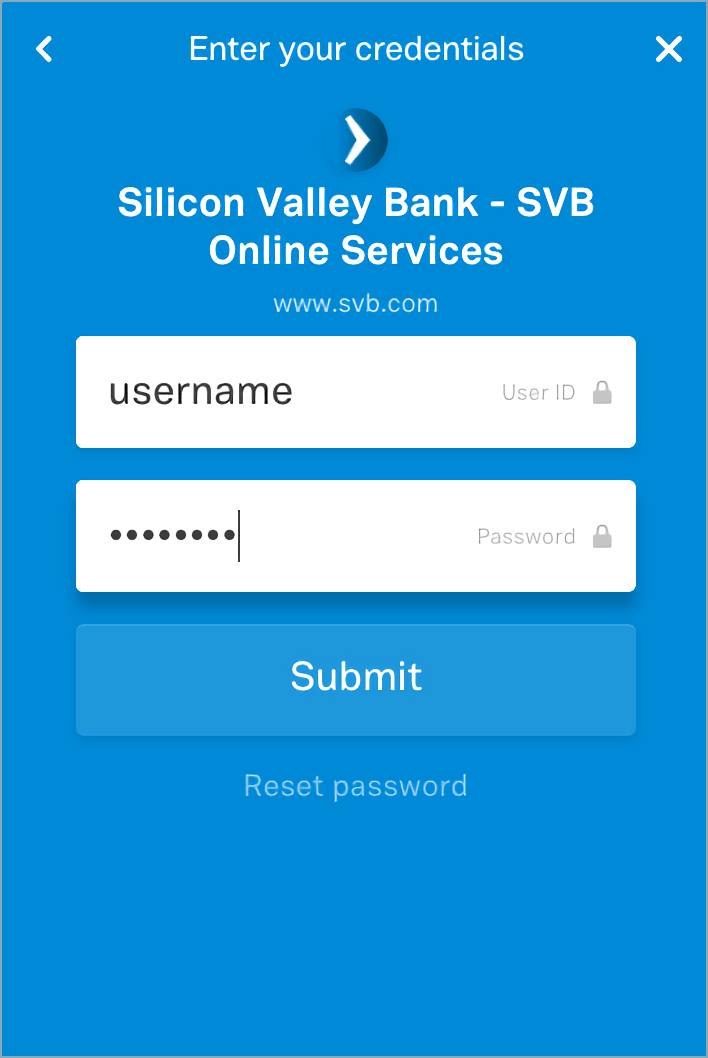 Enter your credentials
Silicon Valley Bank - SVB
Online Services
www.svb.com
username User ID
•••••••• Password
Submit
Reset password